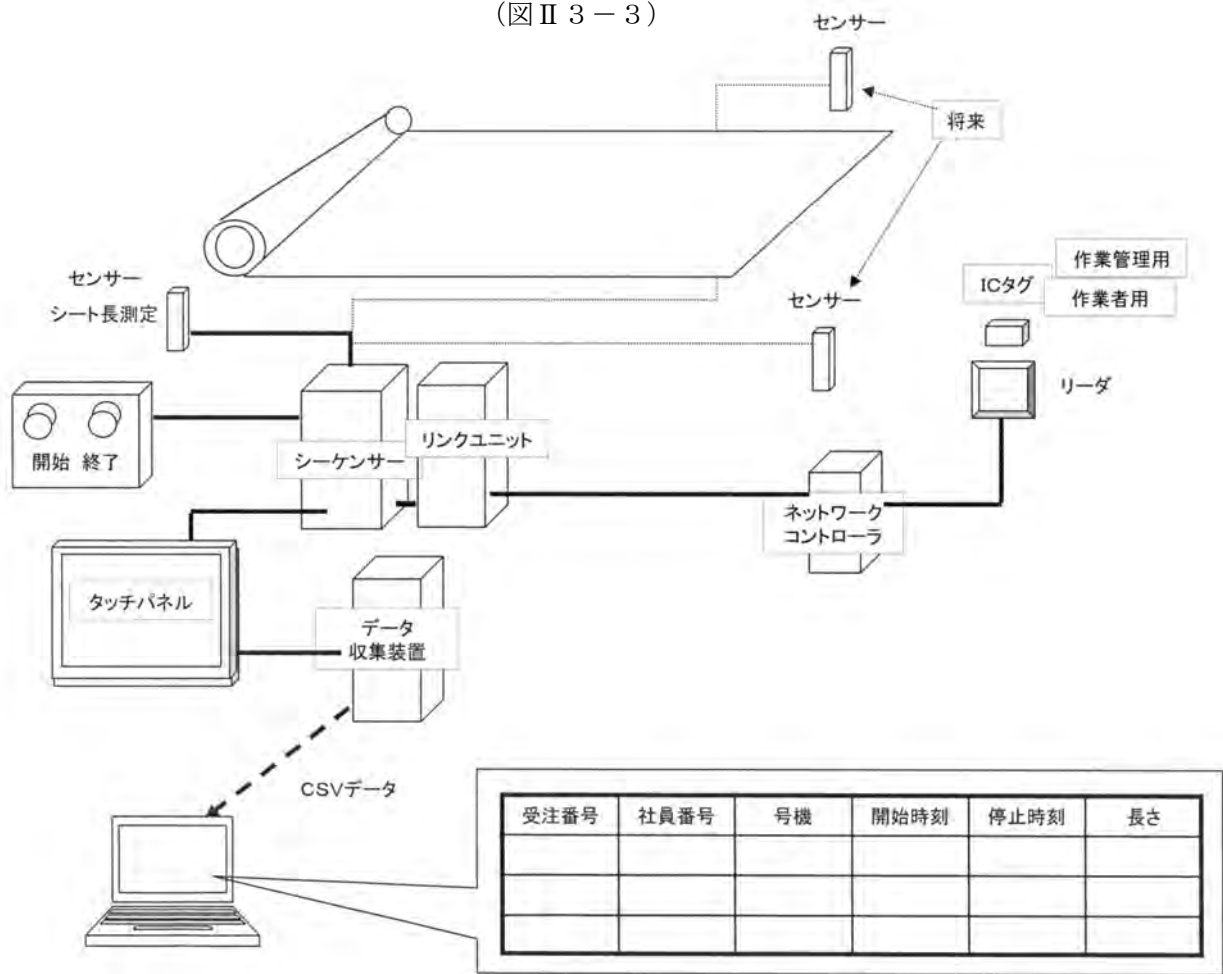 (図Ⅱ３－３)
センサー
将来
センサー
シート長測定
センサー
ICタグ
作業管理用
作業者用
リーダ
開始 終了
シーケンサー
リンクユニット
ネットワーク
コントローラ
タッチパネル
データ
収集装置
CSVデータ
受注番号 社員番号 号機 開始時刻 停止時刻 長さ